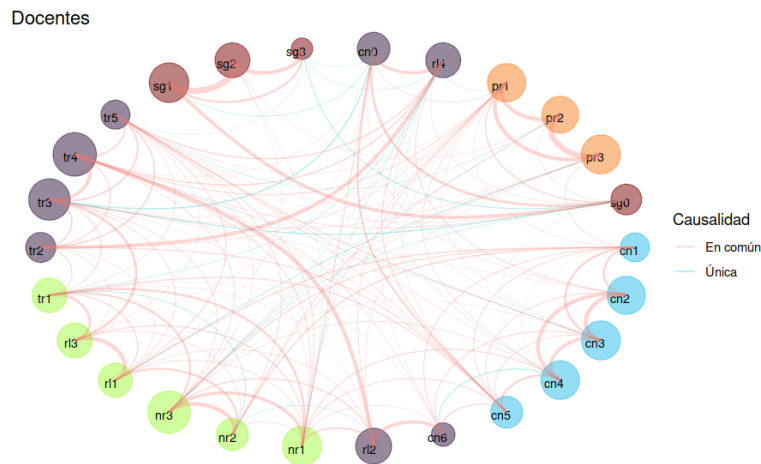 Docentes
sg3
cn0
rl4
sg2
sg1
pr1
tr5
pr2
tr4
pr3
tr3
sg0
Causalidad
tr2
cn1
En común
Única
tr1
cn2
rl3
cn3
rl1
cn4
nr3
cn5
nr2
cn6
nr1
rl2